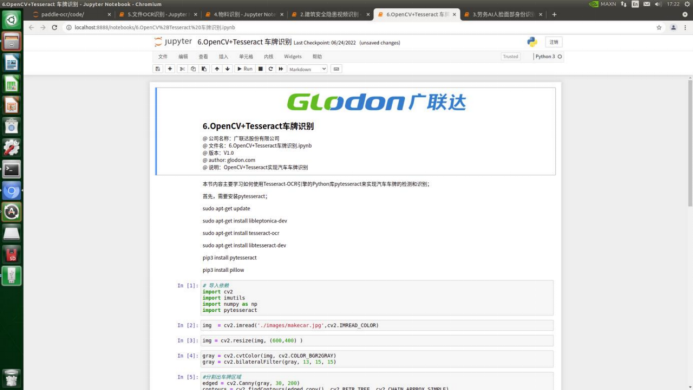 6.OpenCV+Tesseract 车牌识别 - Jupyter Notebook - Chromium
MAXN
En
17:22
paddle-ocr/code/
5.文件OCR识别 - Jupyter
4.物料识别 - Jupyter Note
3.建筑安全隐患视频识别
6.OpenCV+Tesseract 车牌
3.劳务AI人脸面部身份识
localhost:8888/notebooks/6.OpenCV%2BTesseract%20车牌识别.ipynb
jupyter 6.OpenCV+Tesseract 车牌识别 Last Checkpoint: 06/24/2022 (unsaved changes)
注销
文件 编辑 查看 插入 单元格 内核 Widgets 帮助
Trusted
Python 3
Run
Markdown
GLODON广联达
6.OpenCV+Tesseract车牌识别
@ 公司名称：广联达股份有限公司
@ 文件名：6.OpenCV+Tesseract车牌识别.ipynb
@ 版本：V1.0
@ author: glodon.com
@ 说明：OpenCV+Tesseract实现汽车车牌识别
本节内容主要学习如何使用Tesseract-OCR引擎的Python库pytesseract来实现汽车车牌的检测和识别；
首先，需要安装pytesseract；
sudo apt-get update
sudo apt-get install libleptonica-dev
sudo apt-get install tesseract-ocr
sudo apt-get install libtesseract-dev
pip3 install pytesseract
pip3 install pillow
In [1]:
# 导入依赖
import cv2
import imutils
import numpy as np
import pytesseract
In [2]: img = cv2.imread('./images/makecar.jpg',cv2.IMREAD_COLOR)
In [3]: img = cv2.resize(img, (600,400) )
In [4]: gray = cv2.cvtColor(img, cv2.COLOR_BGR2GRAY)
gray = cv2.bilateralFilter(gray, 13, 15, 15)
In [5]: #分割出车牌区域
edged = cv2.Canny(gray, 30, 200)
contours = cv2.findContours(edged.copy(), cv2.RETR_TREE, cv2.CHAIN_APPROX_SIMPLE)